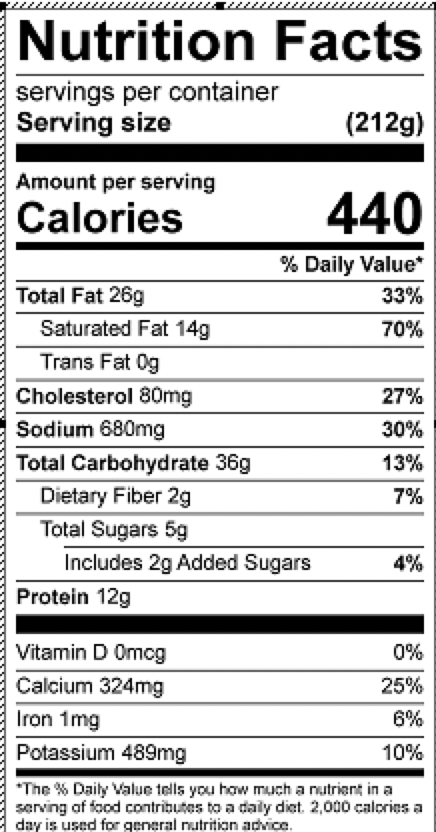 Nutrition Facts
servings per container
Serving size (212g)
Amount per serving
Calories 440
% Daily Value*
Total Fat 26g 33%
Saturated Fat 14g 70%
Trans Fat 0g
Cholesterol 80mg 27%
Sodium 680mg 30%
Total Carbohydrate 36g 13%
Dietary Fiber 2g 7%
Total Sugars 5g
Includes 2g Added Sugars 4%
Protein 12g
Vitamin D 0mcg 0%
Calcium 324mg 25%
Iron 1mg 6%
Potassium 489mg 10%
*The % Daily Value tells you how much a nutrient in a
serving of food contributes to a daily diet. 2,000 calories a
day is used for general nutrition advice.